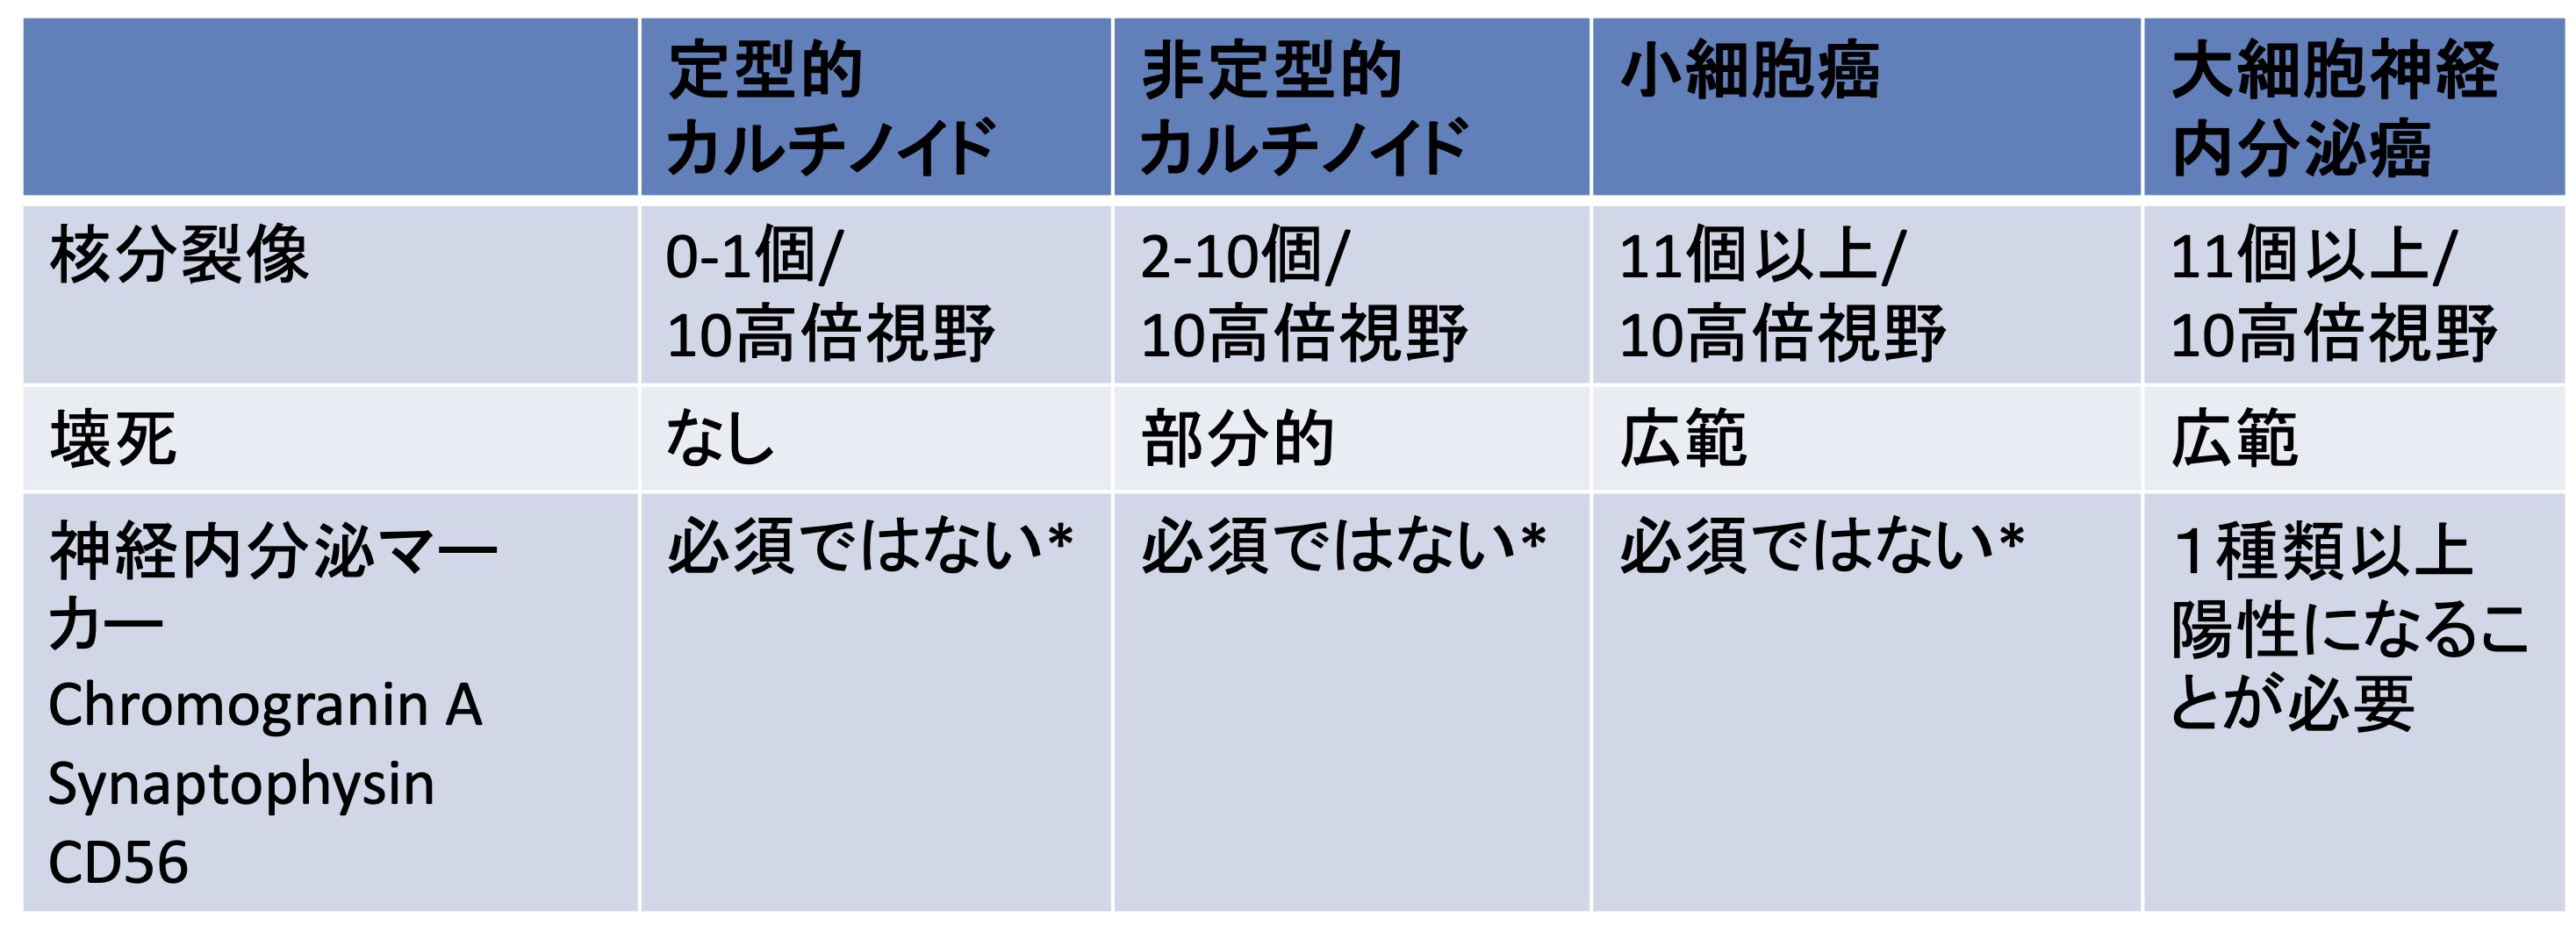 定型的
カルチノイド
非定型的
カルチノイド
小細胞癌
大細胞神経
内分泌癌
核分裂像
0-1個/
10高倍視野
2-10個/
10高倍視野
11個以上/
10高倍視野
11個以上/
10高倍視野
壊死
なし
部分的
広範
広範
神経内分泌マー
カー
Chromogranin A
Synaptophysin
CD56
必須ではない*
必須ではない*
必須ではない*
１種類以上
陽性になるこ
とが必要